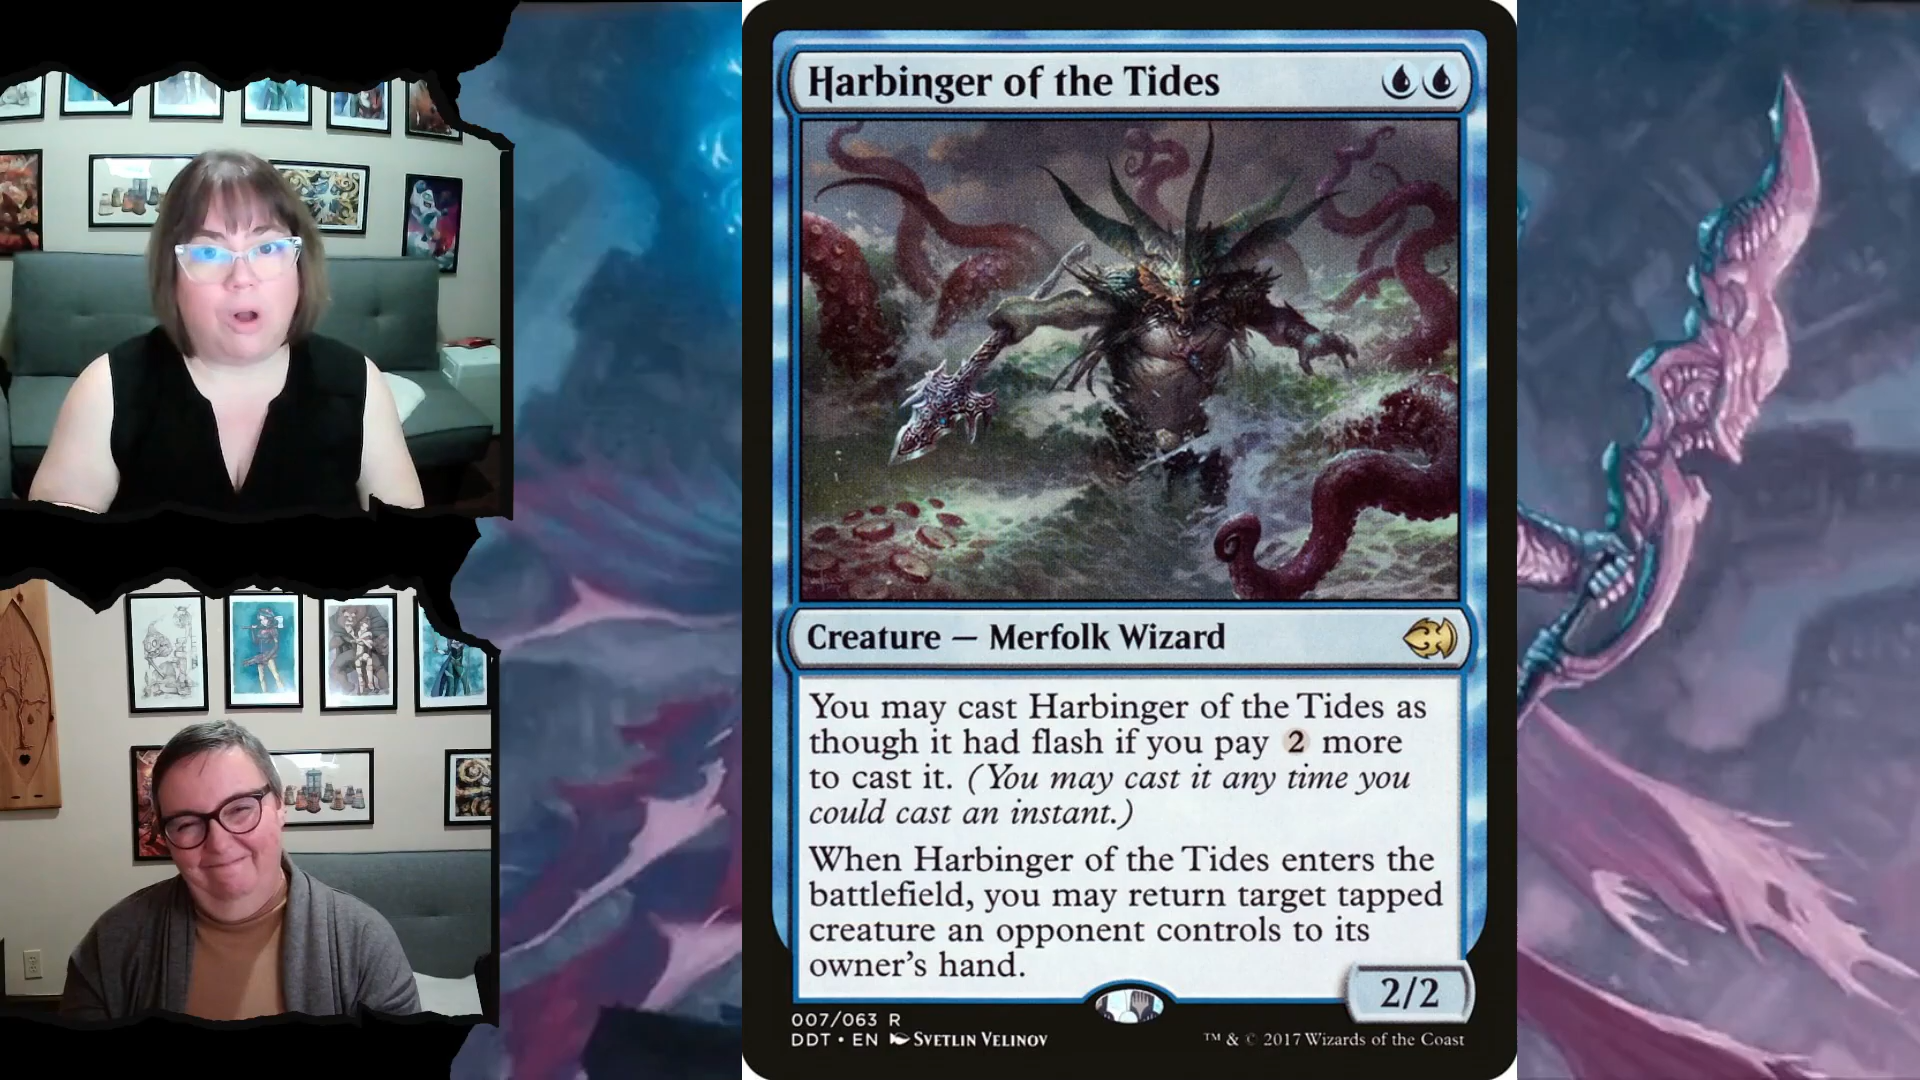 Harbinger of the Tides
Creature — Merfolk Wizard
You may cast Harbinger of the Tides as
though it had flash if you pay 2 more
to cast it. (You may cast it any time you
could cast an instant.)
When Harbinger of the Tides enters the
battlefield, you may return target tapped
creature an opponent controls to its
owner's hand.
2/2
007/063 R
DDT • EN SVETLIN VELINOV
™ & © 2017 Wizards of the Coast